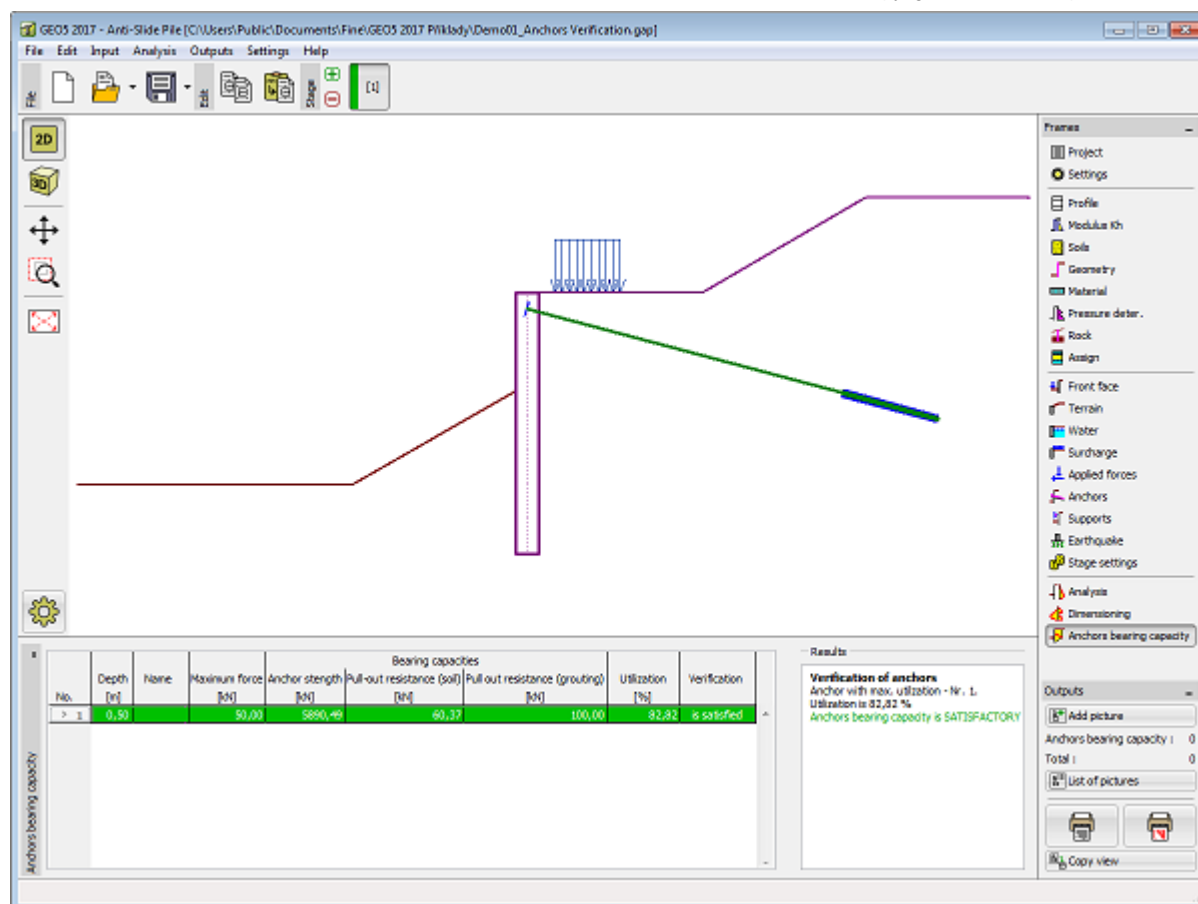 GEO5 2017 - Anti-Slide Pile [C:\Users\Public\Documents\Fine\GEO5 2017 Příklady\Demo01_Anchors Verification.gap]
File Edit Input Analysis Outputs Settings Help
File
Edit
Stage
[1]
2D
3D
Frames
Project
Settings
Profile
Modulus Kh
Soils
Geometry
Material
Pressure deter.
Rock
Assign
Front face
Terrain
Water
Surcharge
Applied forces
Anchors
Supports
Earthquake
Stage settings
Analysis
Dimensioning
Anchors bearing capacity
Anchors bearing capacity
Bearing capacities
Depth Name Maximum force Anchor stength Pull-out resistance (soil) Pull out resistance (grouting) Utilization Verification
No. [m] [kN] [kN] [kN] [kN] [%]
> 1 0,50 50,00 5890,49 60,37 100,00 82,82 is satisfied
Results
Verification of anchors
Anchor with max. utilization - Nr. 1.
Utilization is 82,82 %
Anchors bearing capacity is SATISFACTORY
Outputs
Add picture
Anchors bearing capacity : 0
Total : 0
List of pictures
Copy view